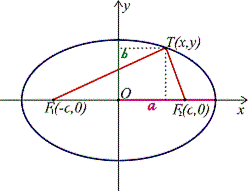 y
T(x,y)
b
O
a
F₁(-c,0)
F₂(c,0)
x